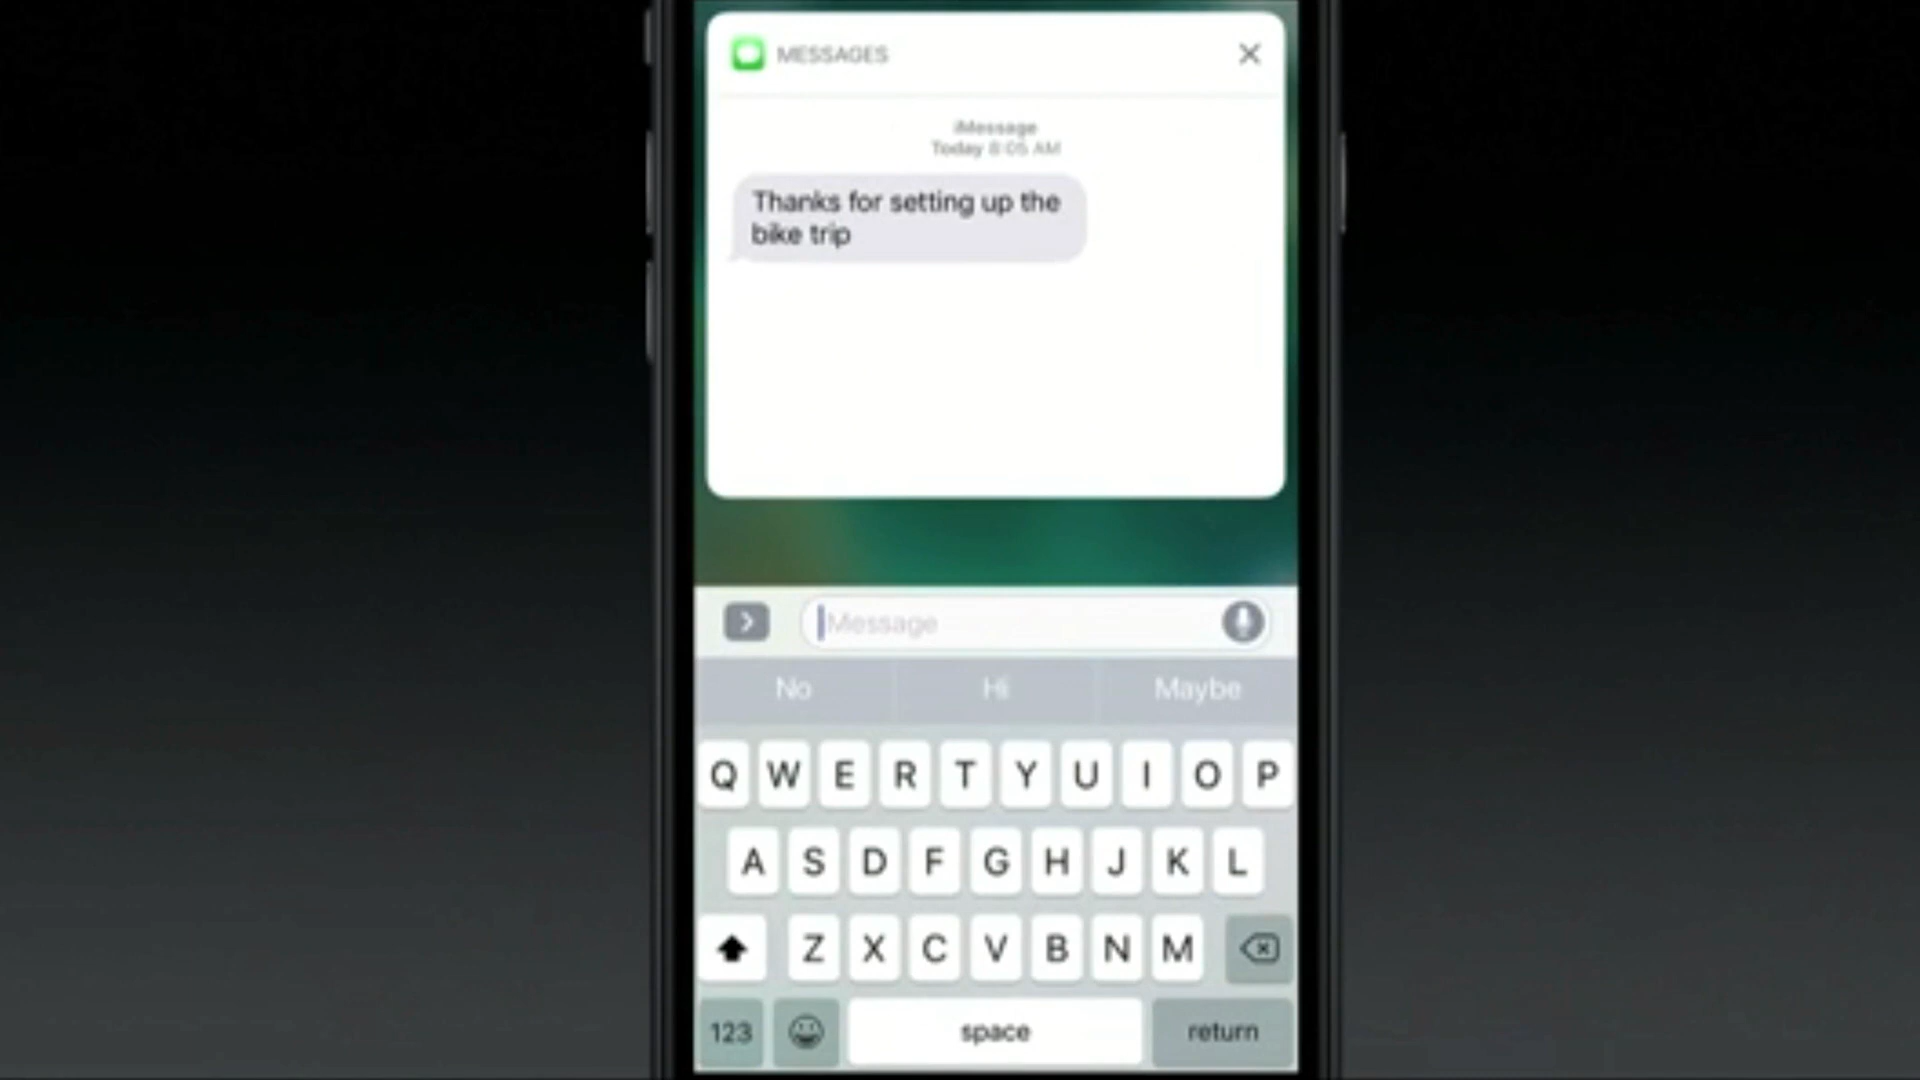 MESSAGES
iMessage
Today 8:05 AM
Thanks for setting up the
bike trip
Message
No Hi Maybe
Q W E R T Y U I O P
A S D F G H J K L
Z X C V B N M
123 space return